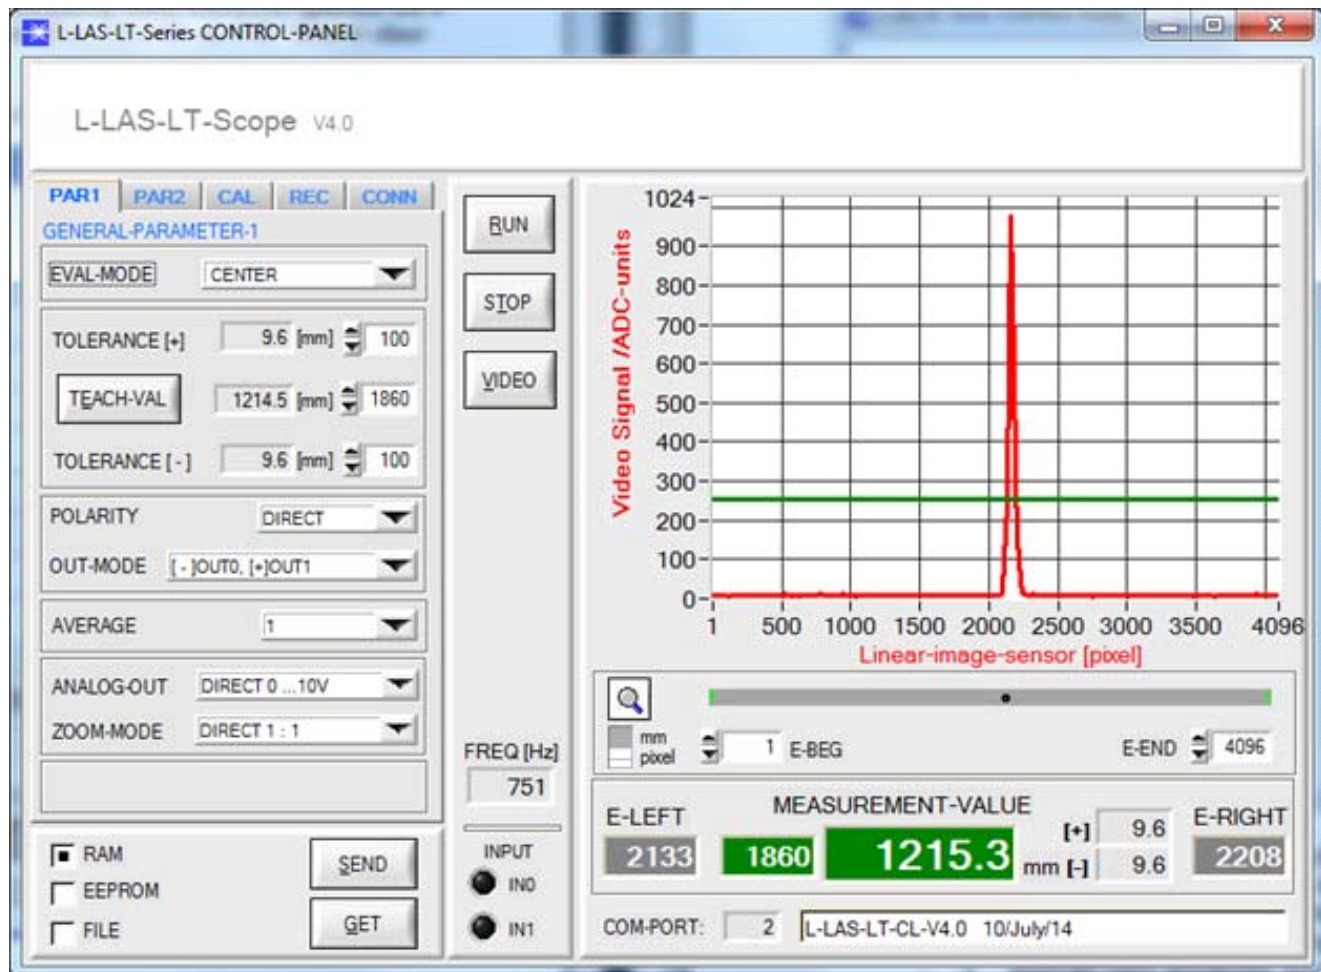 L-LAS-LT-Series CONTROL-PANEL
L-LAS-LT-Scope V4.0
PAR1 PAR2 CAL REC CONN
GENERAL-PARAMETER-1
EVAL-MODE CENTER
TOLERANCE [+] 9.6 [mm] 100
TEACH-VAL 1214.5 [mm] 1860
TOLERANCE [ - ] 9.6 [mm] 100
POLARITY DIRECT
OUT-MODE [ - ]OUT0, [+]OUT1
AVERAGE 1
ANALOG-OUT DIRECT 0 ...10V
ZOOM-MODE DIRECT 1 : 1
RAM
EEPROM
FILE
SEND
GET
RUN
STOP
VIDEO
FREQ [Hz]
751
INPUT
IN0
IN1
Video Signal /ADC-units
1024
900
800
700
600
500
400
300
200
100
0
1 500 1000 1500 2000 2500 3000 3500 4096
Linear-image-sensor [pixel]
mm
pixel
1 E-BEG
E-END 4096
MEASUREMENT-VALUE
E-LEFT
2133
1860
1215.3 mm
[+] 9.6
[-] 9.6
E-RIGHT
2208
COM-PORT: 2 L-LAS-LT-CL-V4.0 10/July/14